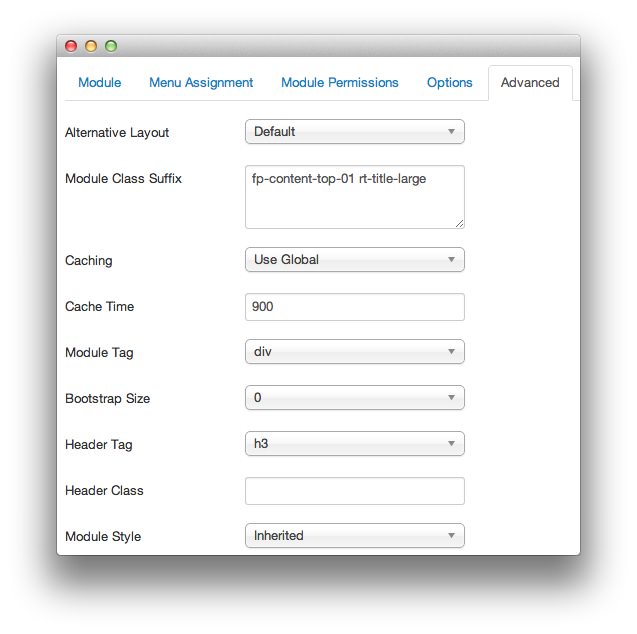 Module Menu Assignment Module Permissions Options Advanced
Alternative Layout Default
Module Class Suffix fp-content-top-01 rt-title-large
Caching Use Global
Cache Time 900
Module Tag div
Bootstrap Size 0
Header Tag h3
Header Class
Module Style Inherited